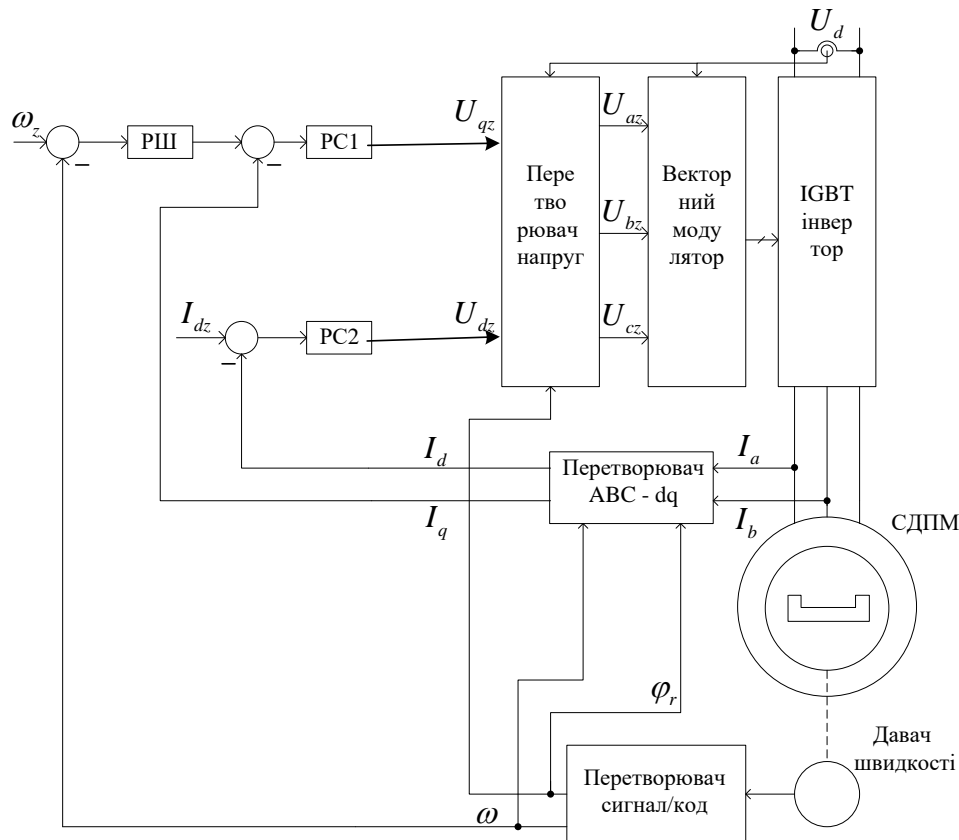 U_d
ω_z
РШ
РС1
U_qz
Пере
тво
рювач
напруг
U_az
U_bz
U_cz
Вектор
ний
моду
лятор
IGBT
інвер
тор
I_dz
РС2
U_dz
I_d
I_q
Перетворювач
ABC - dq
I_a
I_b
СДПМ
φ_r
Давач
швидкості
Перетворювач
сигнал/код
ω